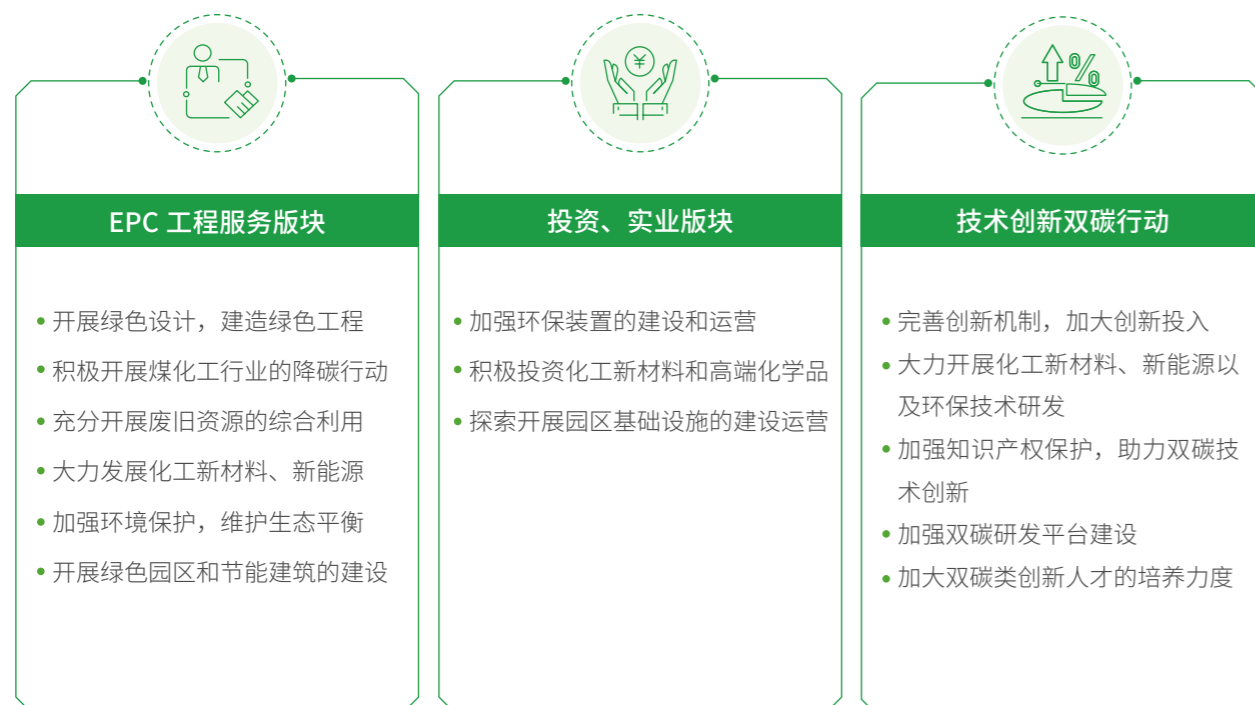 EPC 工程服务版块
• 开展绿色设计，建造绿色工程
• 积极开展煤化工行业的降碳行动
• 充分开展废旧资源的综合利用
• 大力发展化工新材料、新能源
• 加强环境保护，维护生态平衡
• 开展绿色园区和节能建筑的建设
¥
投资、实业版块
• 加强环保装置的建设和运营
• 积极投资化工新材料和高端化学品
• 探索开展园区基础设施的建设运营
%
技术创新双碳行动
• 完善创新机制，加大创新投入
• 大力开展化工新材料、新能源以
及环保技术研发
• 加强知识产权保护，助力双碳技
术创新
• 加强双碳研发平台建设
• 加大双碳类创新人才的培养力度